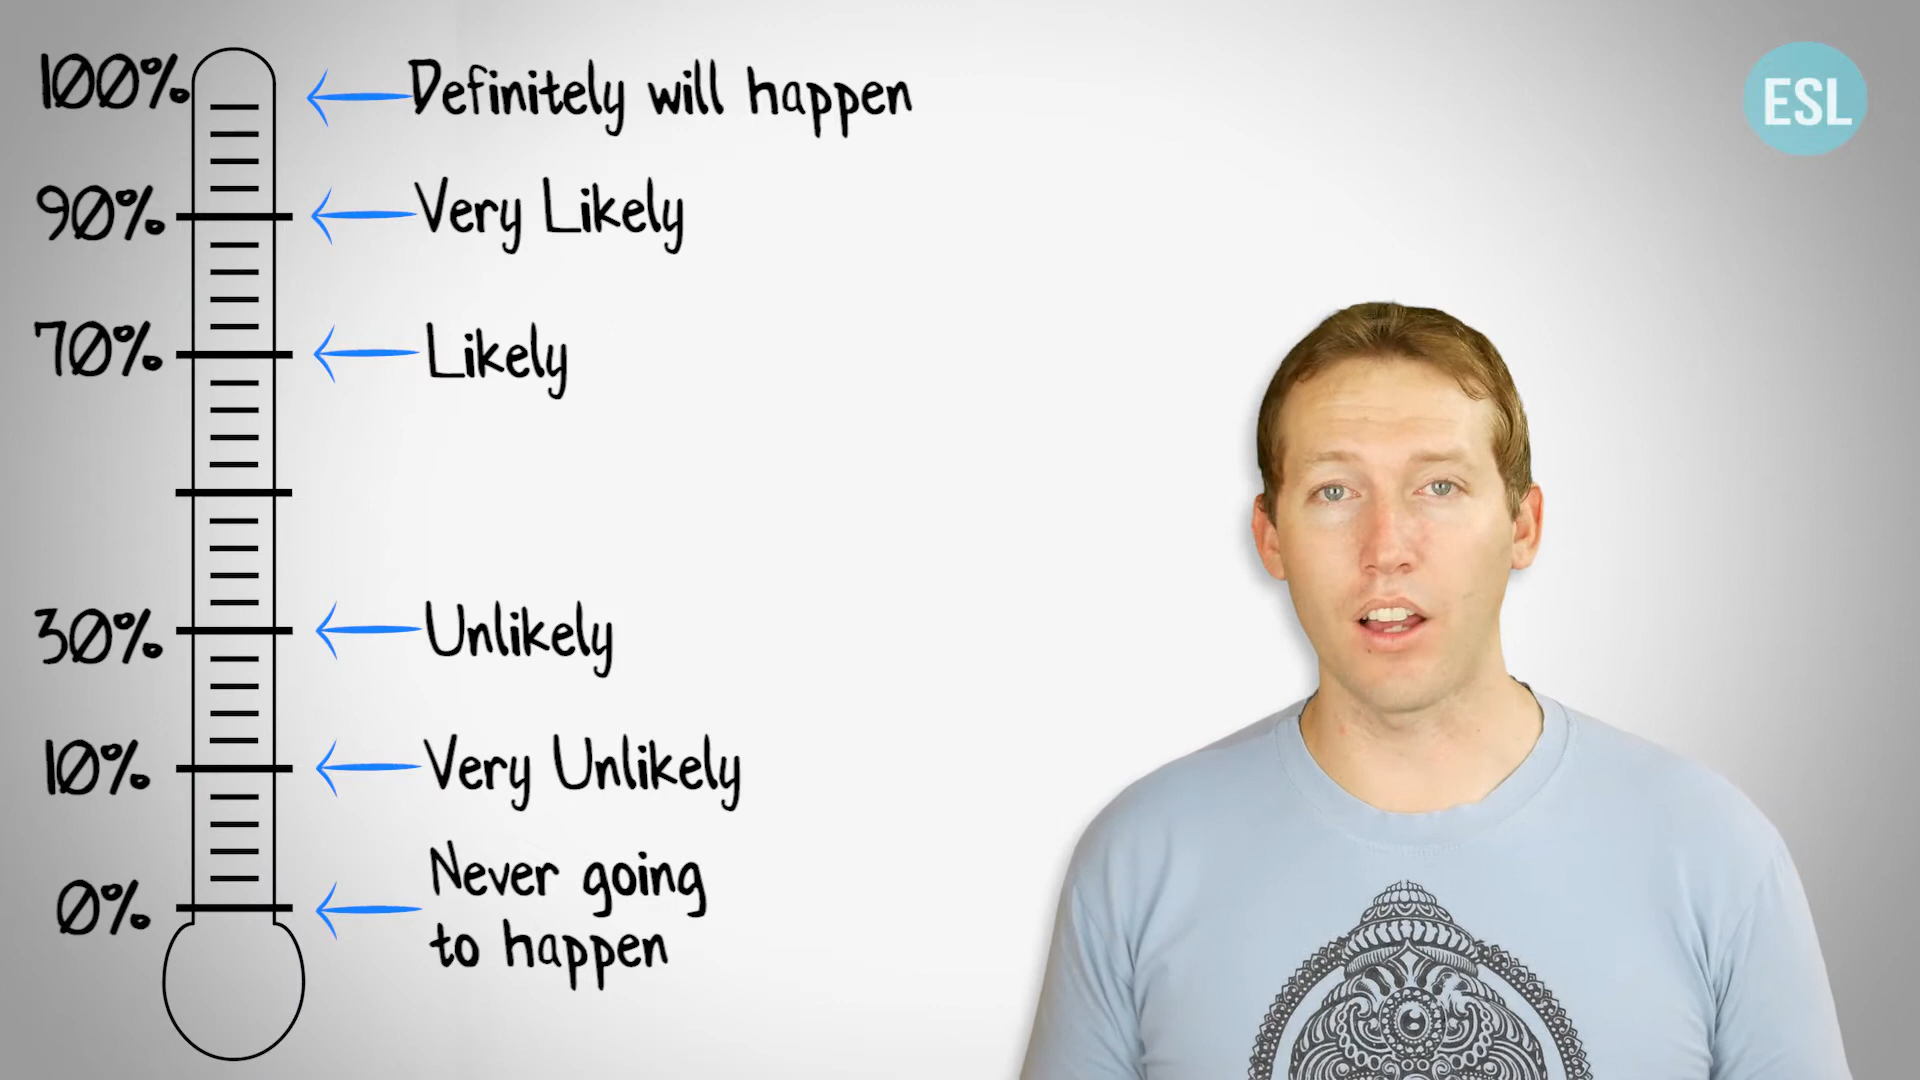 100% Definitely will happen
ESL
90% Very Likely
70% Likely
30% Unlikely
10% Very Unlikely
0% Never going
to happen